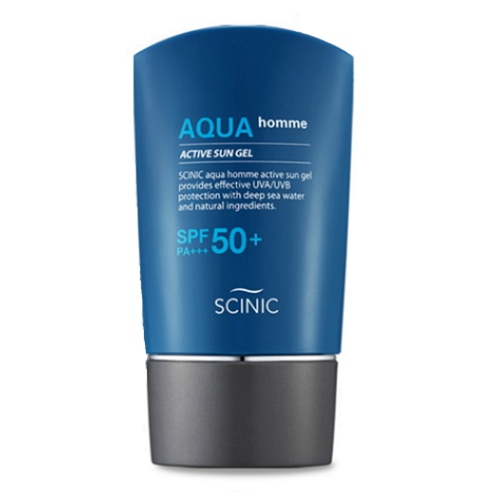 AQUA homme
ACTIVE SUN GEL
SCINIC aqua homme active sun gel
provides effective UVA/UVB
protection with deep sea water
and natural ingredients.
SPF 50+
PA+++
SCINIC